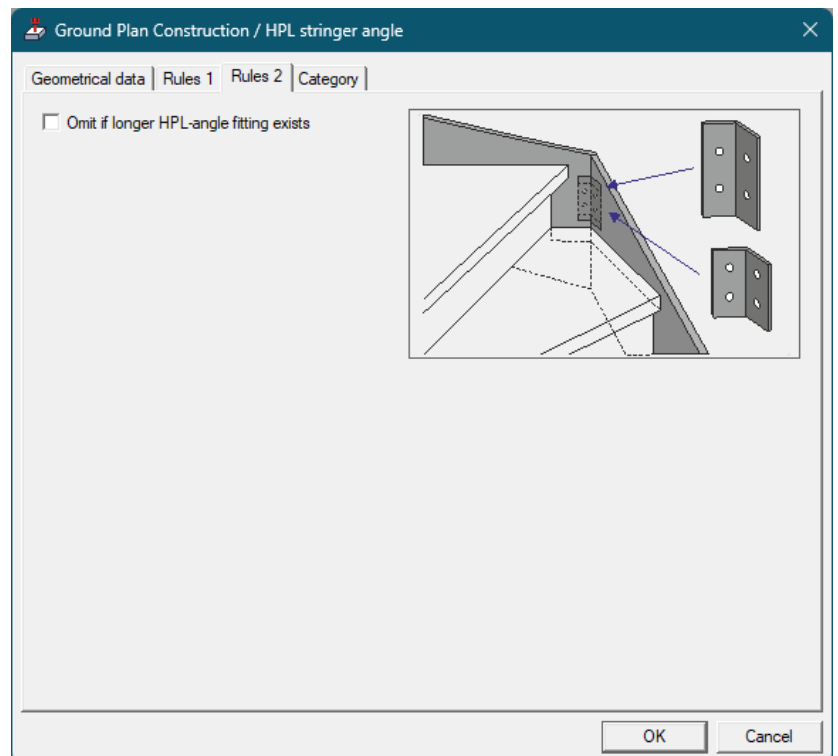 Ground Plan Construction / HPL stringer angle
Geometrical data
Rules 1
Rules 2
Category
Omit if longer HPL-angle fitting exists
OK
Cancel